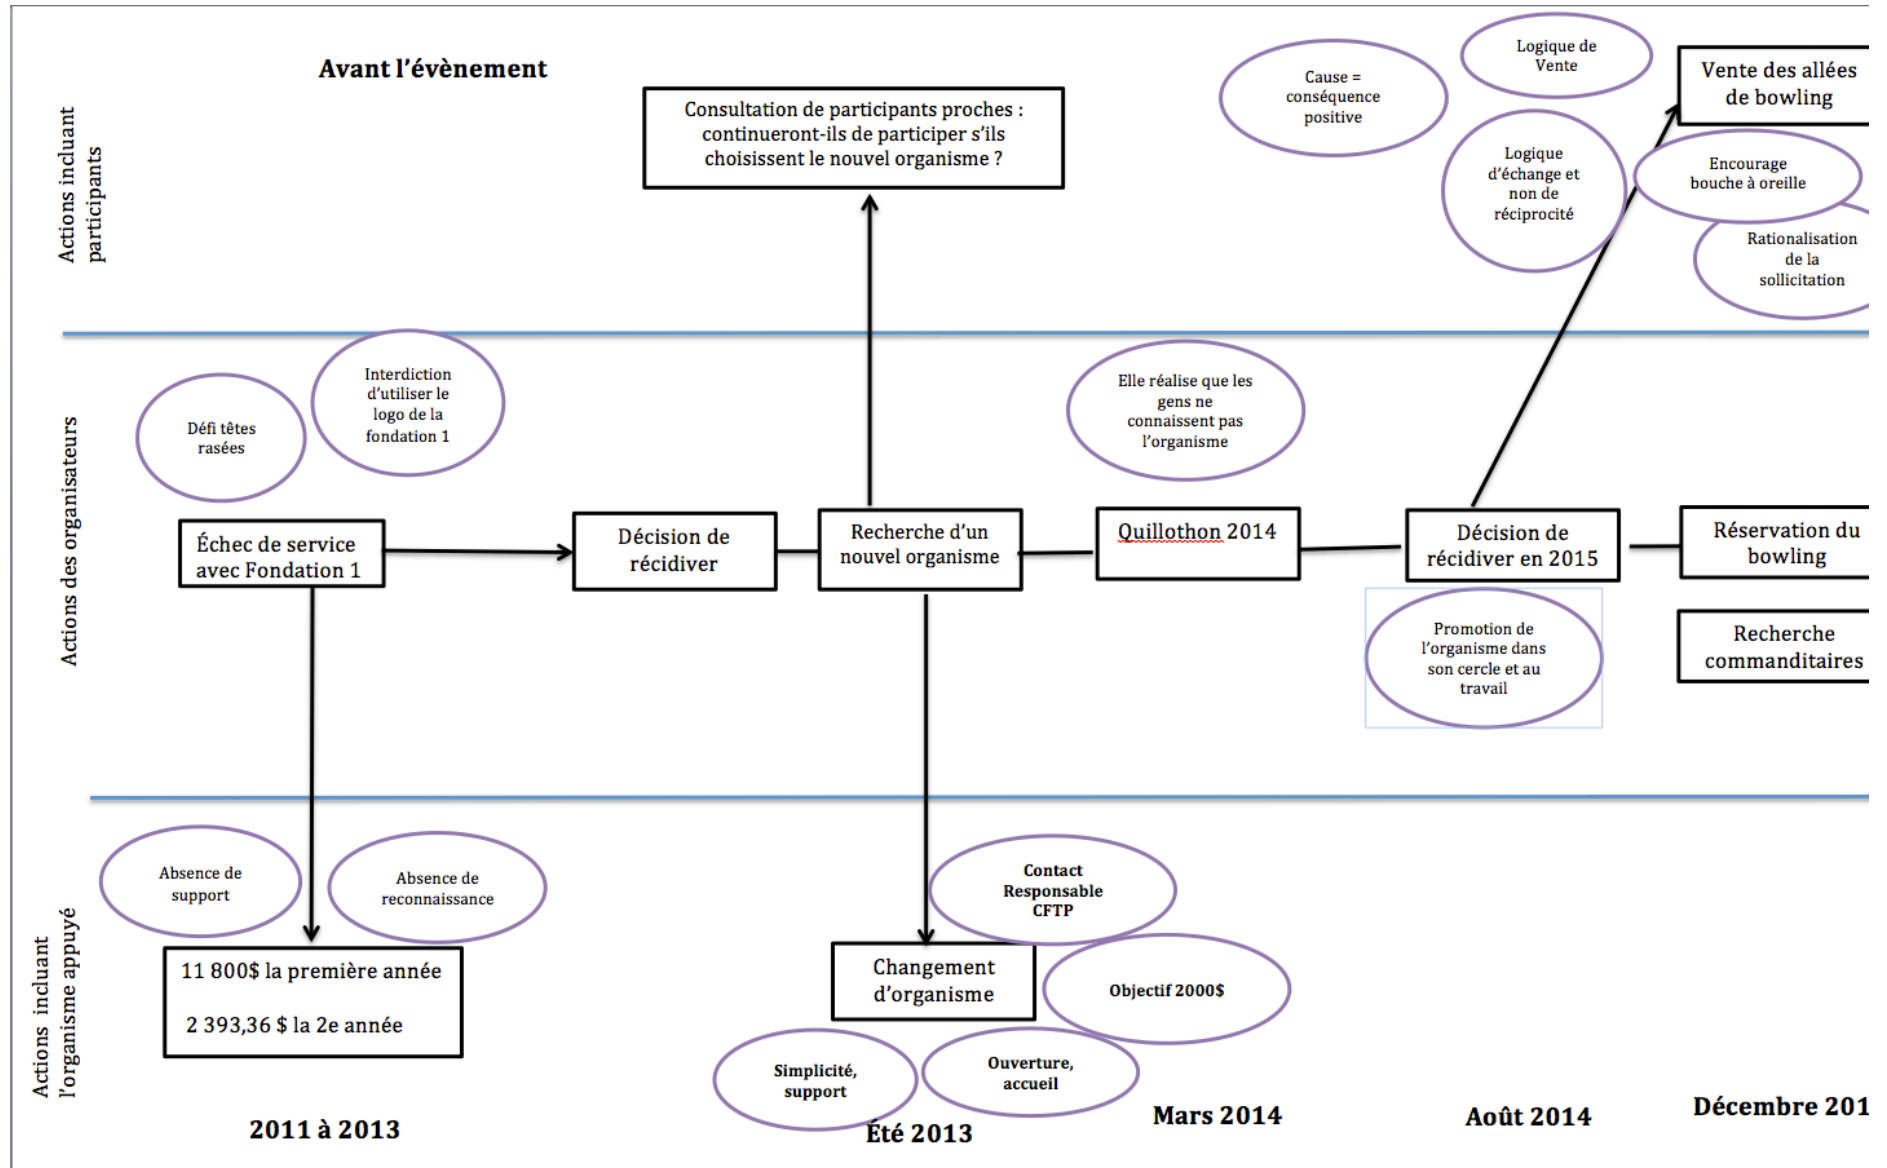 Avant l'évènement
Actions incluant
participants
Consultation de participants proches :
continueront-ils de participer s'ils
choisissent le nouvel organisme ?
Cause =
conséquence
positive
Logique de
Vente
Vente des allées
de bowling
Logique
d'échange et
non de
réciprocité
Encourage
bouche à oreille
Rationalisation
de la
sollicitation
Actions des organisateurs
Défi têtes
rasées
Interdiction
d'utiliser le
logo de la
fondation 1
Elle réalise que les
gens ne
connaissent pas
l'organisme
Échec de service
avec Fondation 1
Décision de
récidiver
Recherche d'un
nouvel organisme
Quillothon 2014
Décision de
récidiver en 2015
Réservation du
bowling
Promotion de
l'organisme dans
son cercle et au
travail
Recherche
commanditaires
Actions incluant
l'organisme appuyé
Absence de
support
Absence de
reconnaissance
11 800$ la première année
2 393,36 $ la 2e année
Contact
Responsable
CFTP
Changement
d'organisme
Objectif 2000$
Simplicité,
support
Ouverture,
accueil
2011 à 2013
Été 2013
Mars 2014
Août 2014
Décembre 201